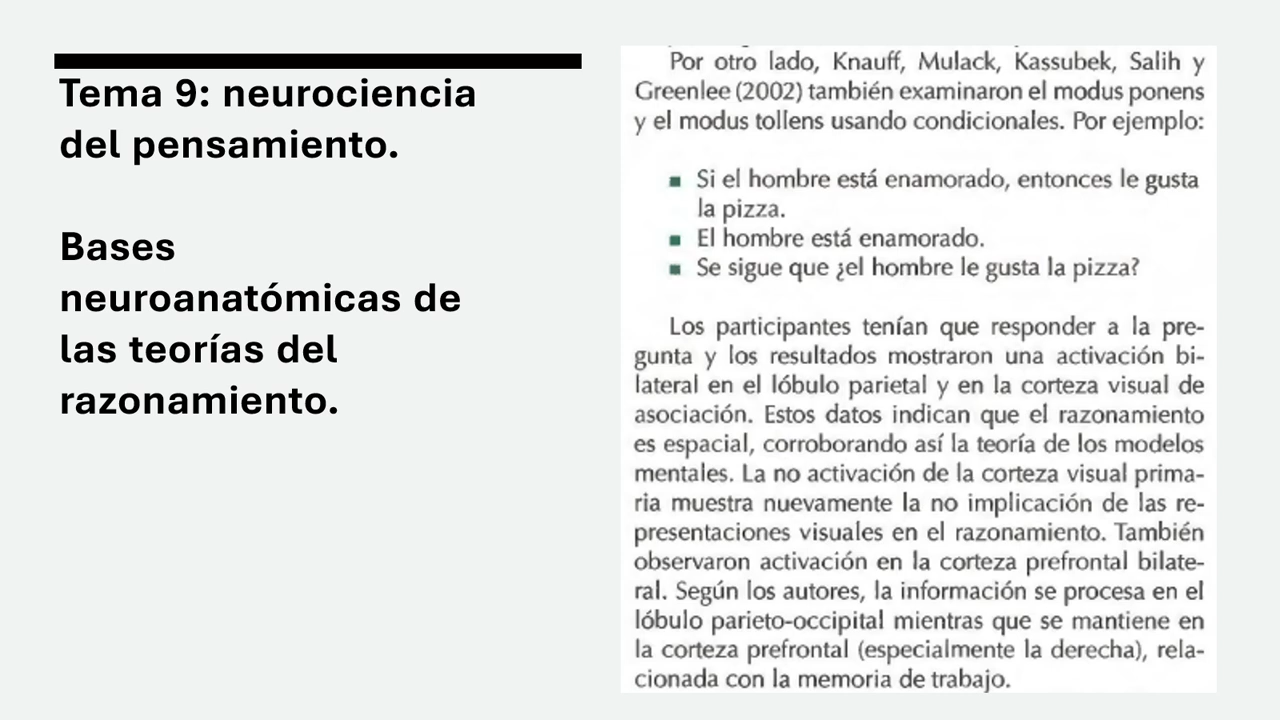 Tema 9: neurociencia
del pensamiento.
Bases
neuroanatómicas de
las teorías del
razonamiento.
Por otro lado, Knauff, Mulack, Kassubek, Salih y
Greenlee (2002) también examinaron el modus ponens
y el modus tollens usando condicionales. Por ejemplo:
■ Si el hombre está enamorado, entonces le gusta
la pizza.
■ El hombre está enamorado.
■ Se sigue que ¿el hombre le gusta la pizza?
Los participantes tenían que responder a la pre-
gunta y los resultados mostraron una activación bi-
lateral en el lóbulo parietal y en la corteza visual de
asociación. Estos datos indican que el razonamiento
es espacial, corroborando así la teoría de los modelos
mentales. La no activación de la corteza visual prima-
ria muestra nuevamente la no implicación de las re-
presentaciones visuales en el razonamiento. También
observaron activación en la corteza prefrontal bilate-
ral. Según los autores, la información se procesa en el
lóbulo parieto-occipital mientras que se mantiene en
la corteza prefrontal (especialmente la derecha), rela-
cionada con la memoria de trabajo.